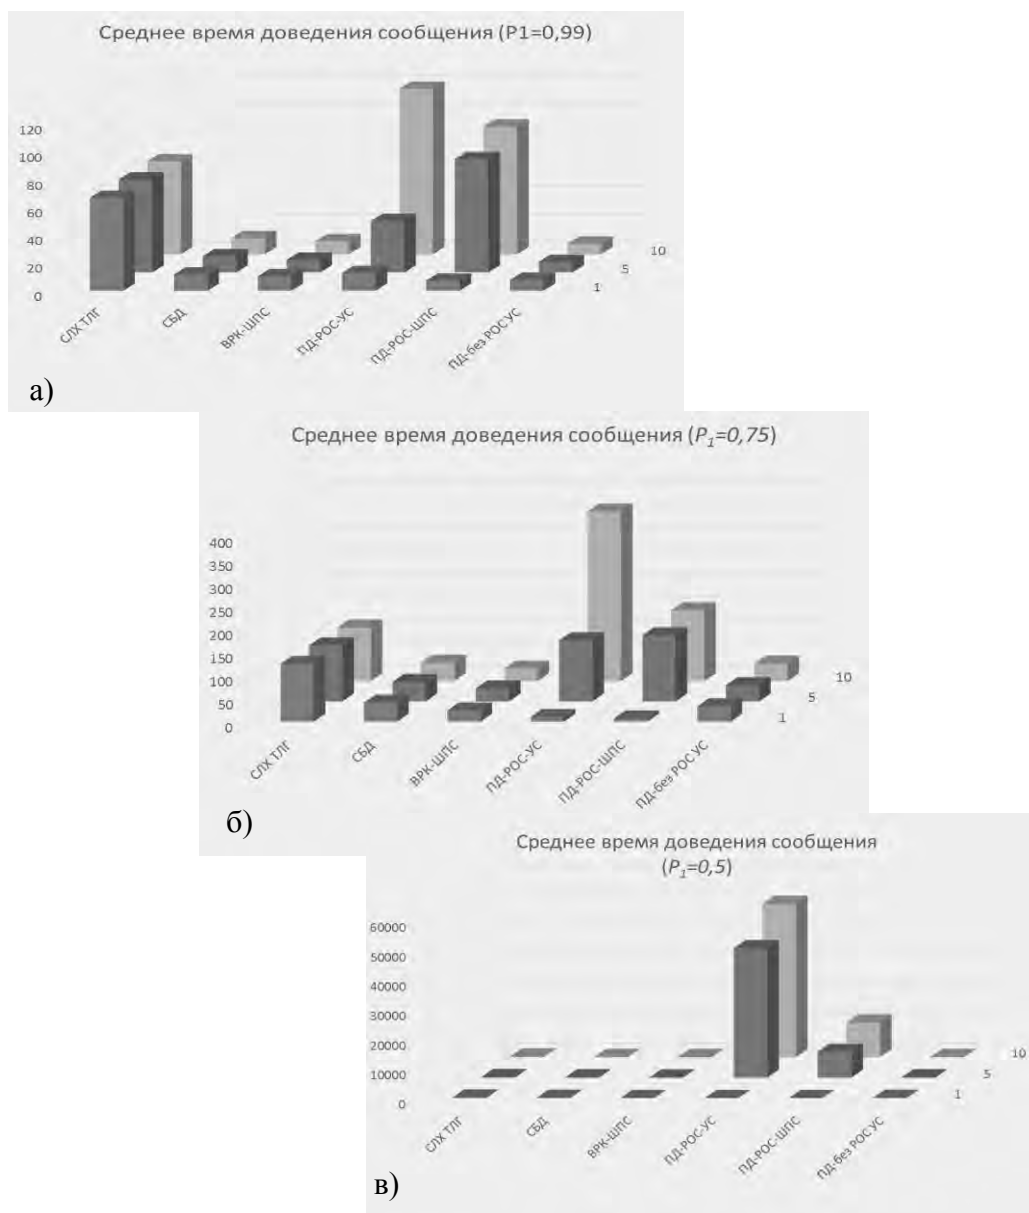 Среднее время доведения сообщения (P1=0,99)
120
100
80
60
40
20
0
10
5
1
СЛХ ТЛГ
СБД
ВРК-ШПС
ПД-РОС-УС
ПД-РОС-ШПС
ПД-без РОС УС
а)
Среднее время доведения сообщения (P₁=0,75)
400
350
300
250
200
150
100
50
0
10
5
1
СЛХ ТЛГ
СБД
ВРК-ШПС
ПД-РОС-УС
ПД-РОС-ШПС
ПД-без РОС УС
б)
Среднее время доведения сообщения
(P₁=0,5)
60000
50000
40000
30000
20000
10000
0
10
5
1
СЛХ ТЛГ
СБД
ВРК-ШПС
ПД-РОС-УС
ПД-РОС-ШПС
ПД-без РОС УС
в)